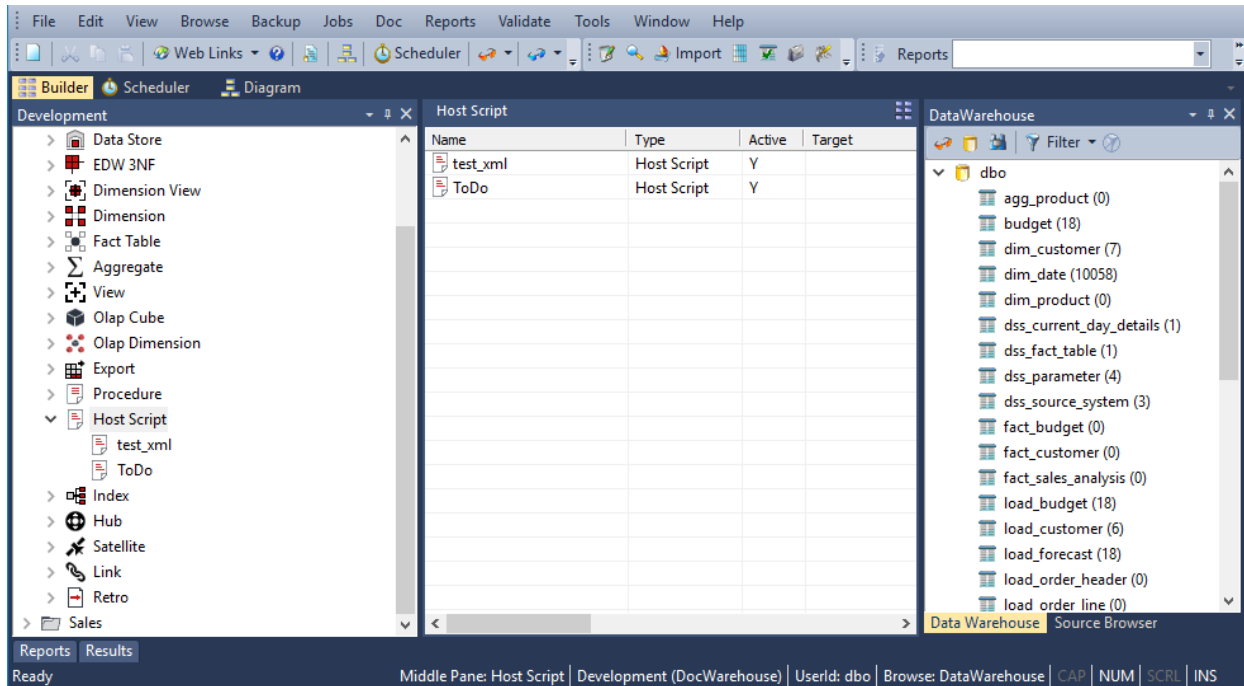 File Edit View Browse Backup Jobs Doc Reports Validate Tools Window Help
Web Links Scheduler Import Reports
Builder Scheduler Diagram
Development
Data Store
EDW 3NF
Dimension View
Dimension
Fact Table
Aggregate
View
Olap Cube
Olap Dimension
Export
Procedure
Host Script
test_xml
ToDo
Index
Hub
Satellite
Link
Retro
Sales
Host Script
Name Type Active Target
test_xml Host Script Y
ToDo Host Script Y
DataWarehouse
Filter
dbo
agg_product (0)
budget (18)
dim_customer (7)
dim_date (10058)
dim_product (0)
dss_current_day_details (1)
dss_fact_table (1)
dss_parameter (4)
dss_source_system (3)
fact_budget (0)
fact_customer (0)
fact_sales_analysis (0)
load_budget (18)
load_customer (6)
load_forecast (18)
load_order_header (0)
load_order_line (0)
Data Warehouse Source Browser
Reports Results
Ready Middle Pane: Host Script Development (DocWarehouse) UserId: dbo Browse: DataWarehouse CAP NUM SCRL INS